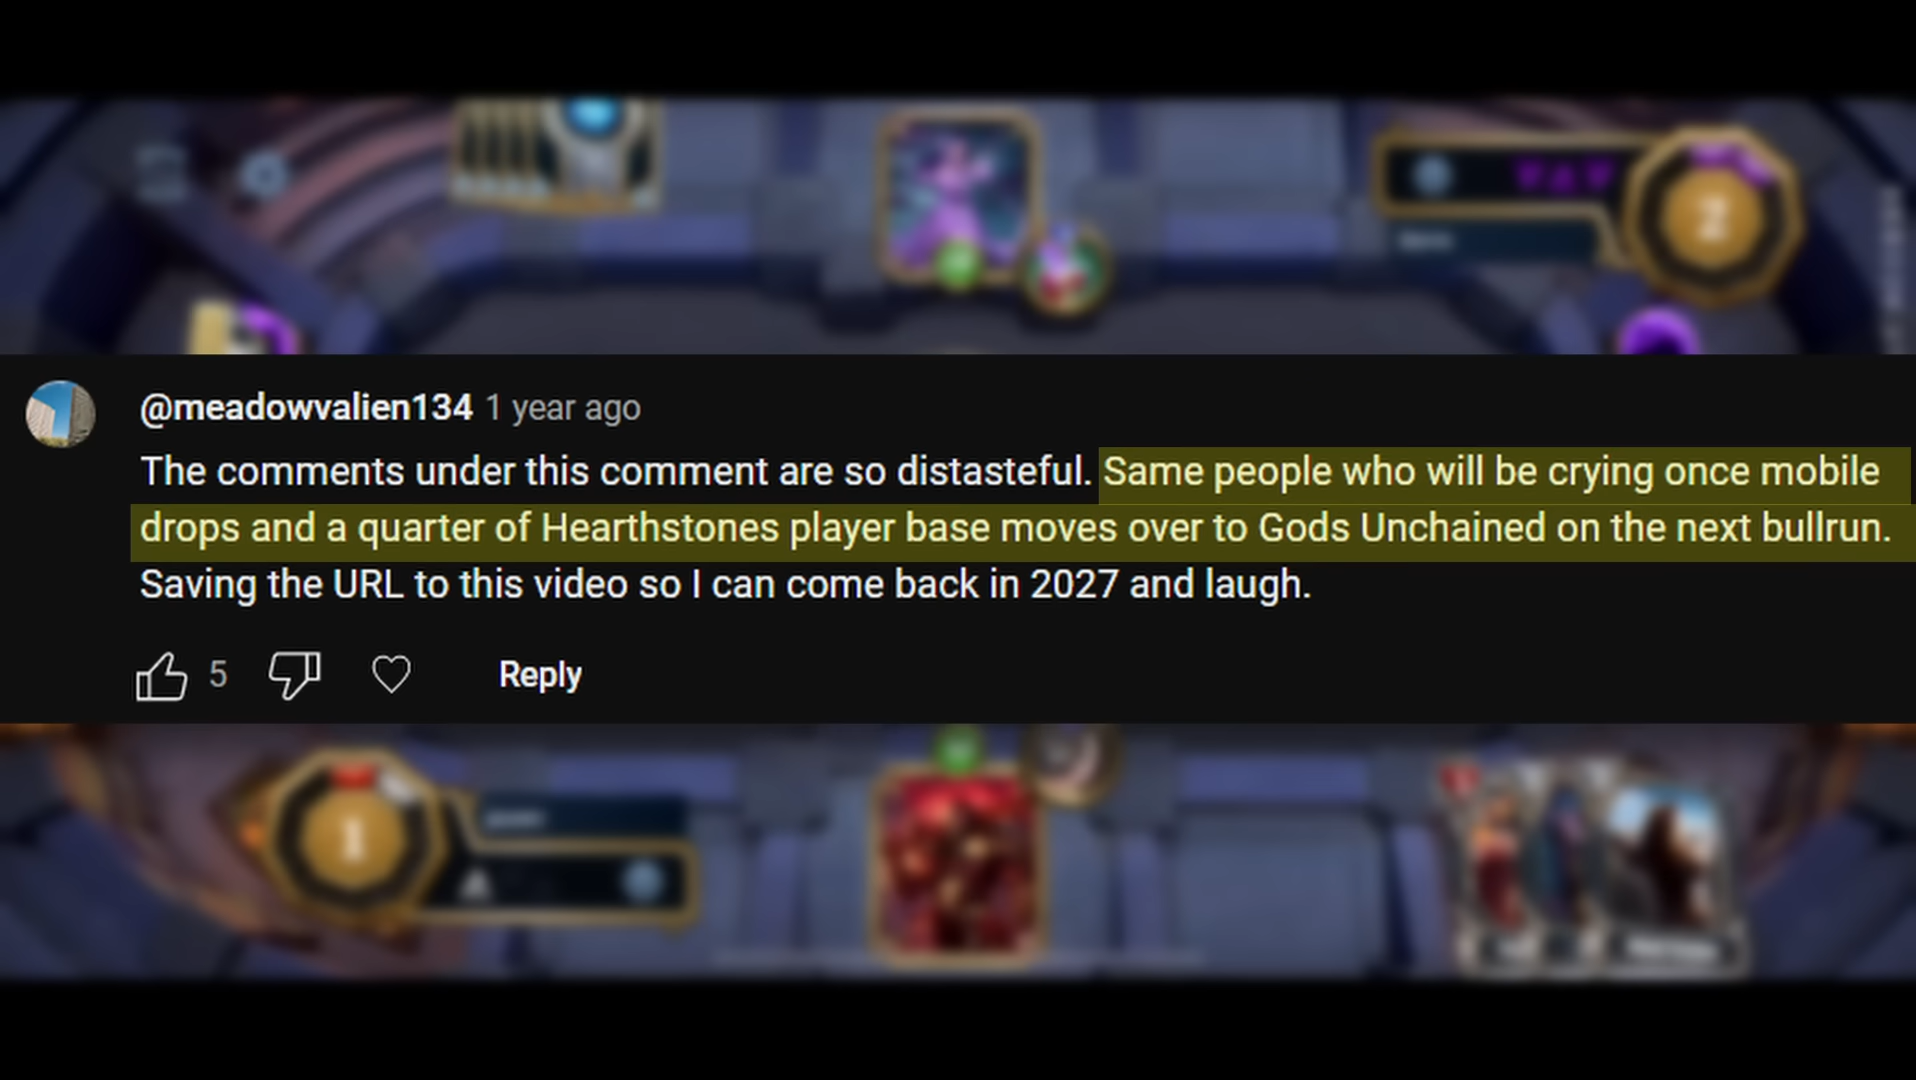 2
@meadowvalien134 1 year ago
The comments under this comment are so distasteful. Same people who will be crying once mobile
drops and a quarter of Hearthstones player base moves over to Gods Unchained on the next bullrun.
Saving the URL to this video so I can come back in 2027 and laugh.
5 Reply
1